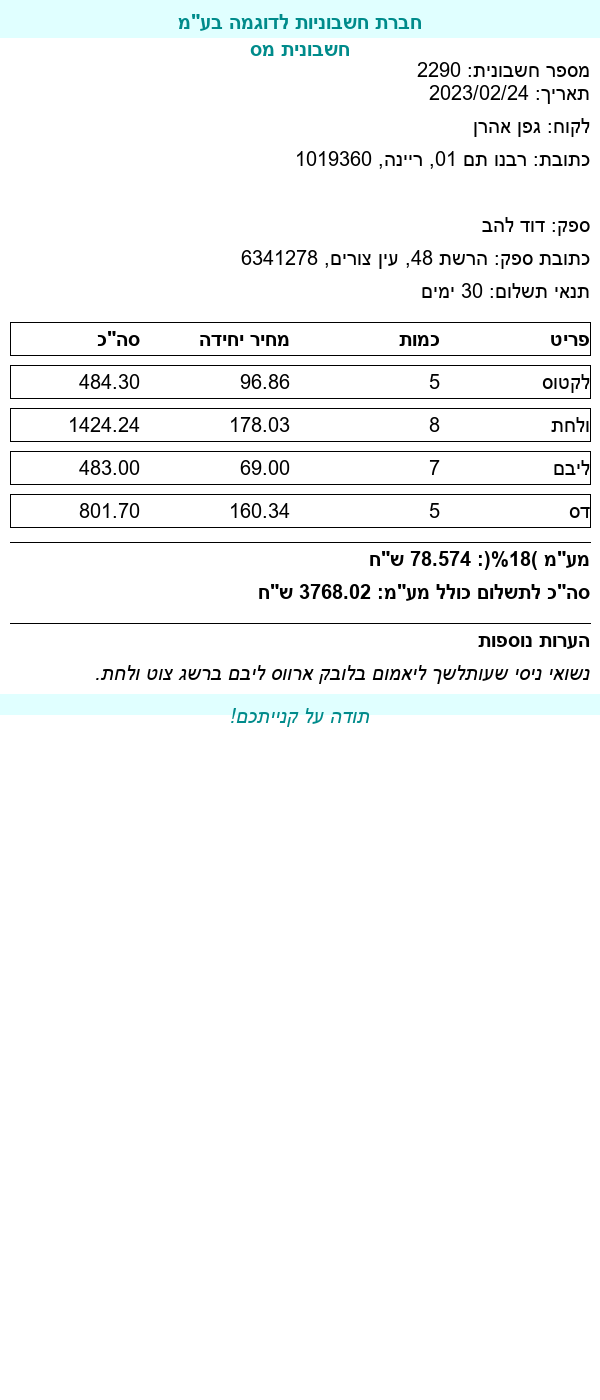 חברת חשבוניות לדוגמה בע"מ
חשבונית מס
מספר חשבונית: 2290
תאריך: 2023/02/24
לקוח: גפן אהרן
כתובת: רבנו תם 01, ריינה, 1019360
ספק: דוד להב
כתובת ספק: הרשת 48, עין צורים, 6341278
תנאי תשלום: 30 ימים
פריט כמות מחיר יחידה סה"כ
לקטוס 5 96.86 484.30
ולחת 8 178.03 1424.24
ליבם 7 69.00 483.00
דס 5 160.34 801.70
מע"מ )18%(: 78.574 ש"ח
סה"כ לתשלום כולל מע"מ: 3768.02 ש"ח
הערות נוספות
נשואי ניסי שעותלשך ליאמום בלובק ארווס ליבם ברשג צוט ולחת.
תודה על קנייתכם!